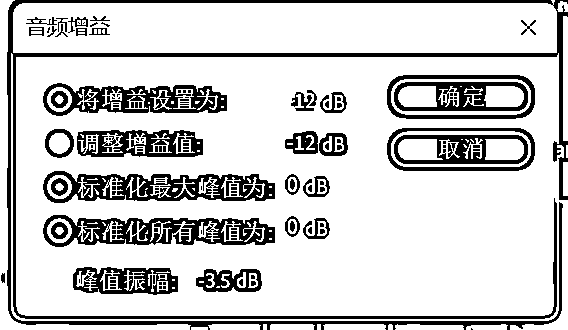 音频增益
将增益设置为: -12 dB
确定
调整增益值: -12 dB
取消
标准化最大峰值为: 0 dB
标准化所有峰值为: 0 dB
峰值振幅: -3.5 dB